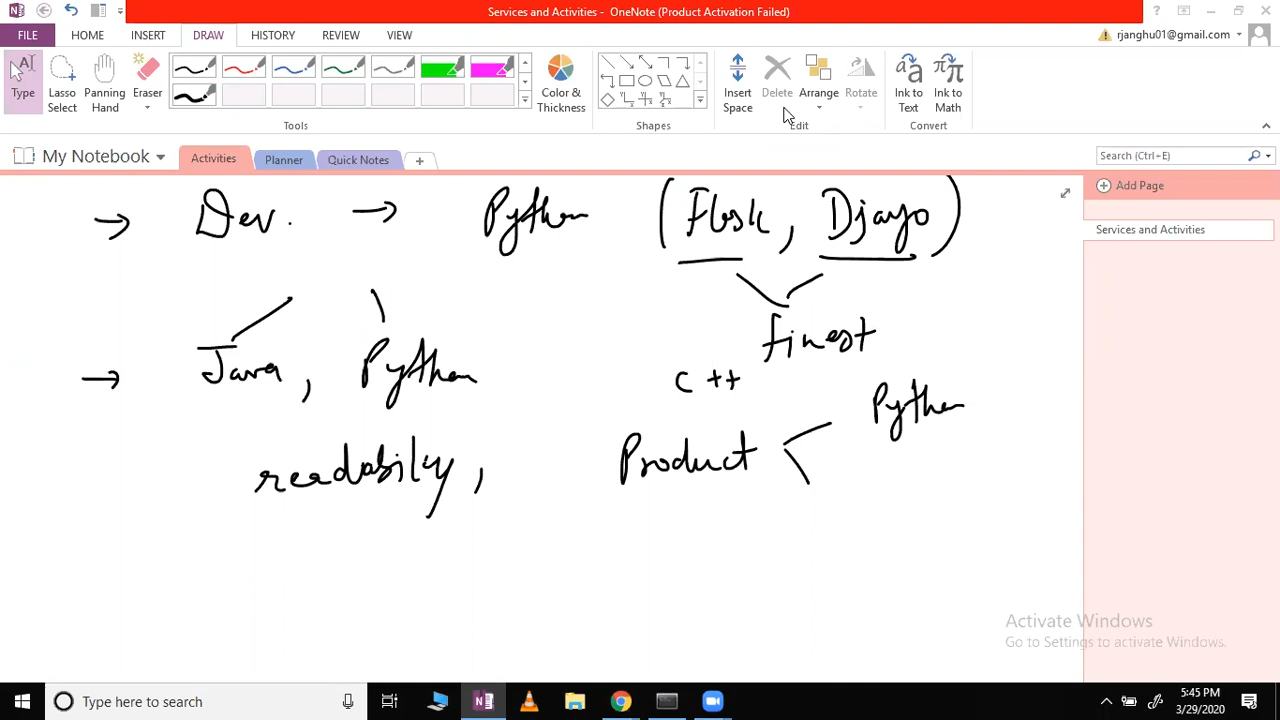 Services and Activities - OneNote (Product Activation Failed)
FILE HOME INSERT DRAW HISTORY REVIEW VIEW
rjanghu01@gmail.com
Type
Lasso Select
Panning Hand
Eraser
Color & Thickness
Insert Space
Delete
Arrange
Rotate
Ink to Text
Ink to Math
Tools Shapes Edit Convert
My Notebook Activities Planner Quick Notes
Search (Ctrl+E)
Add Page
Services and Activities
→ Dev. → Python (Flask, Django)
finest
→ Java, Python
C ++
Python
readability, Product
Activate Windows
Go to Settings to activate Windows.
Type here to search
5:45 PM
3/29/2020